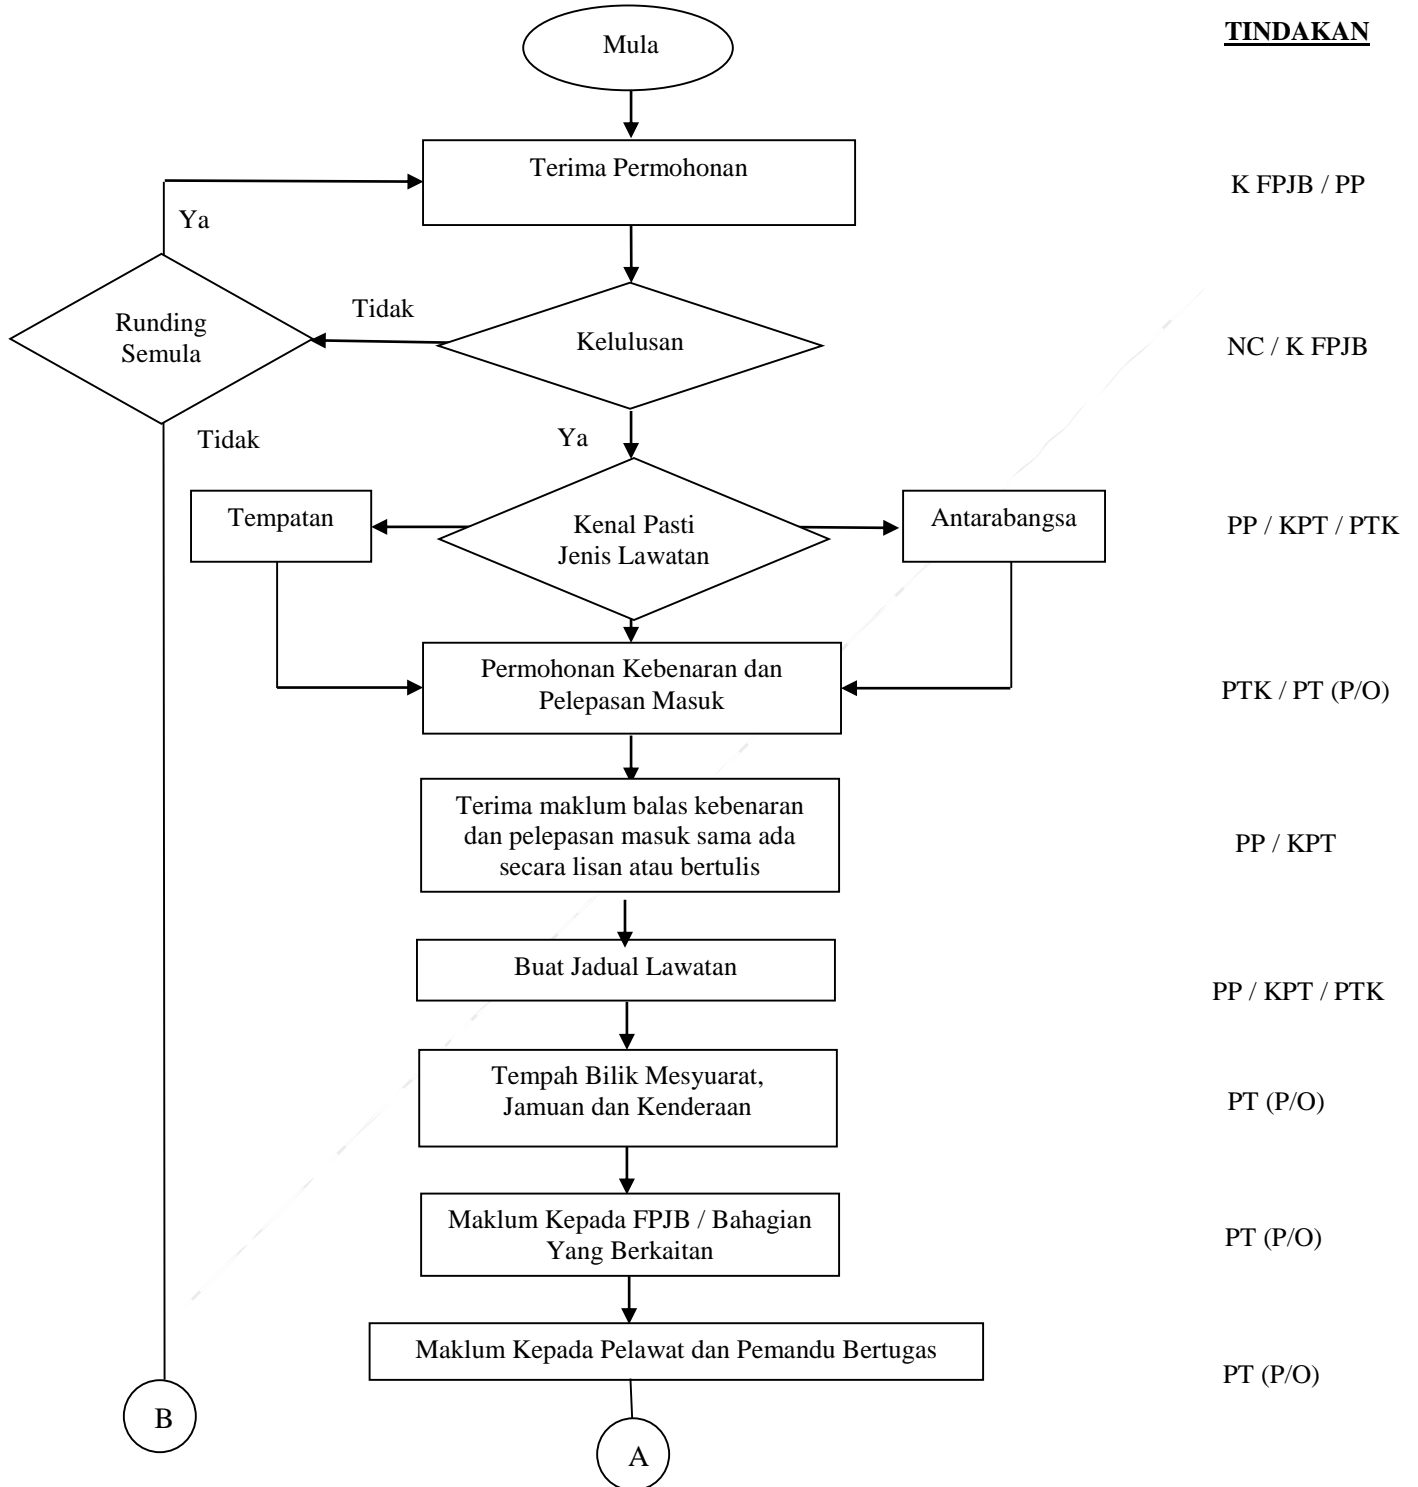 Mula
TINDAKAN
Terima Permohonan
K FPJB / PP
Ya
Runding
Semula
Tidak
Kelulusan
NC / K FPJB
Tidak
Ya
Tempatan
Kenal Pasti
Jenis Lawatan
Antarabangsa
PP / KPT / PTK
Permohonan Kebenaran dan
Pelepasan Masuk
PTK / PT (P/O)
Terima maklum balas kebenaran
dan pelepasan masuk sama ada
secara lisan atau bertulis
PP / KPT
Buat Jadual Lawatan
PP / KPT / PTK
Tempah Bilik Mesyuarat,
Jamuan dan Kenderaan
PT (P/O)
Maklum Kepada FPJB / Bahagian
Yang Berkaitan
PT (P/O)
Maklum Kepada Pelawat dan Pemandu Bertugas
PT (P/O)
B
A